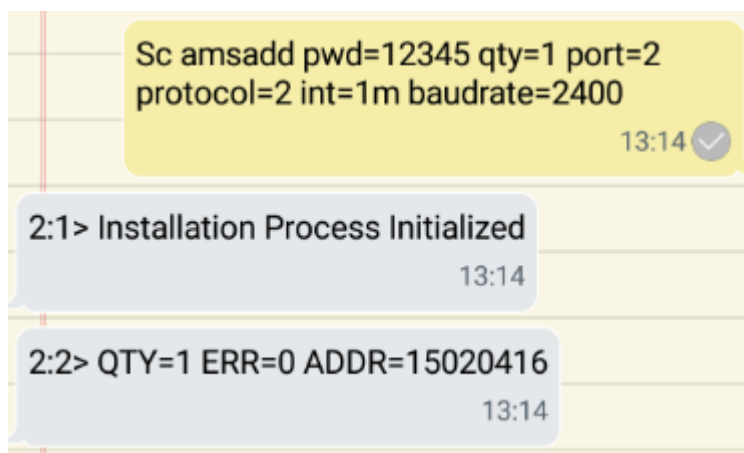 Sc amsadd pwd=12345 qty=1 port=2
protocol=2 int=1m baudrate=2400
13:14
2:1> Installation Process Initialized
13:14
2:2> QTY=1 ERR=0 ADDR=15020416
13:14